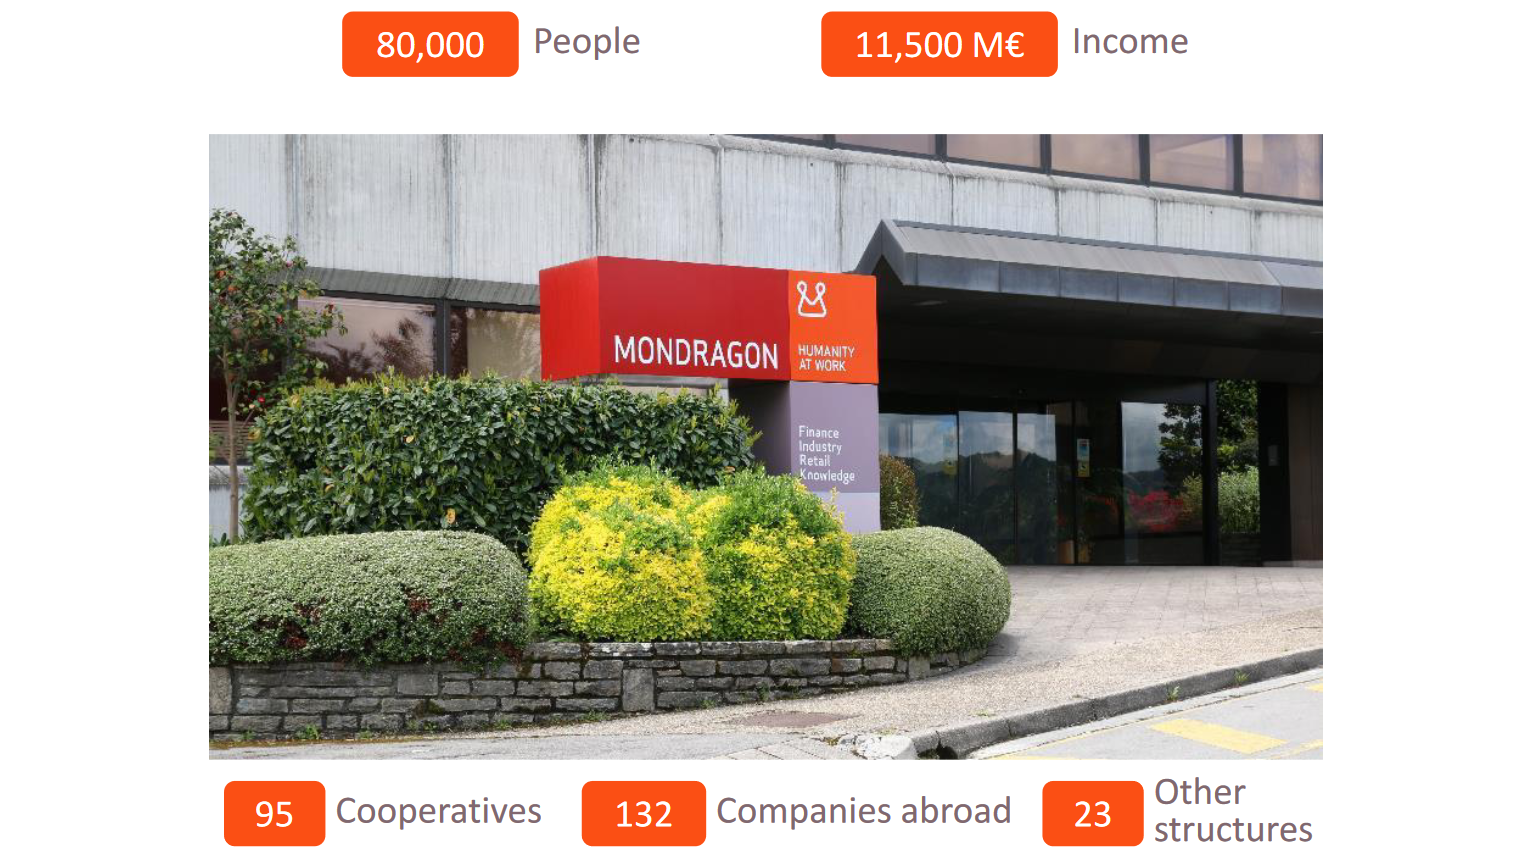 80,000 People
11,500 M€ Income
MONDRAGON
HUMANITY
AT WORK
Finance
Industry
Retail
Knowledge
95 Cooperatives
132 Companies abroad
23 Other
structures